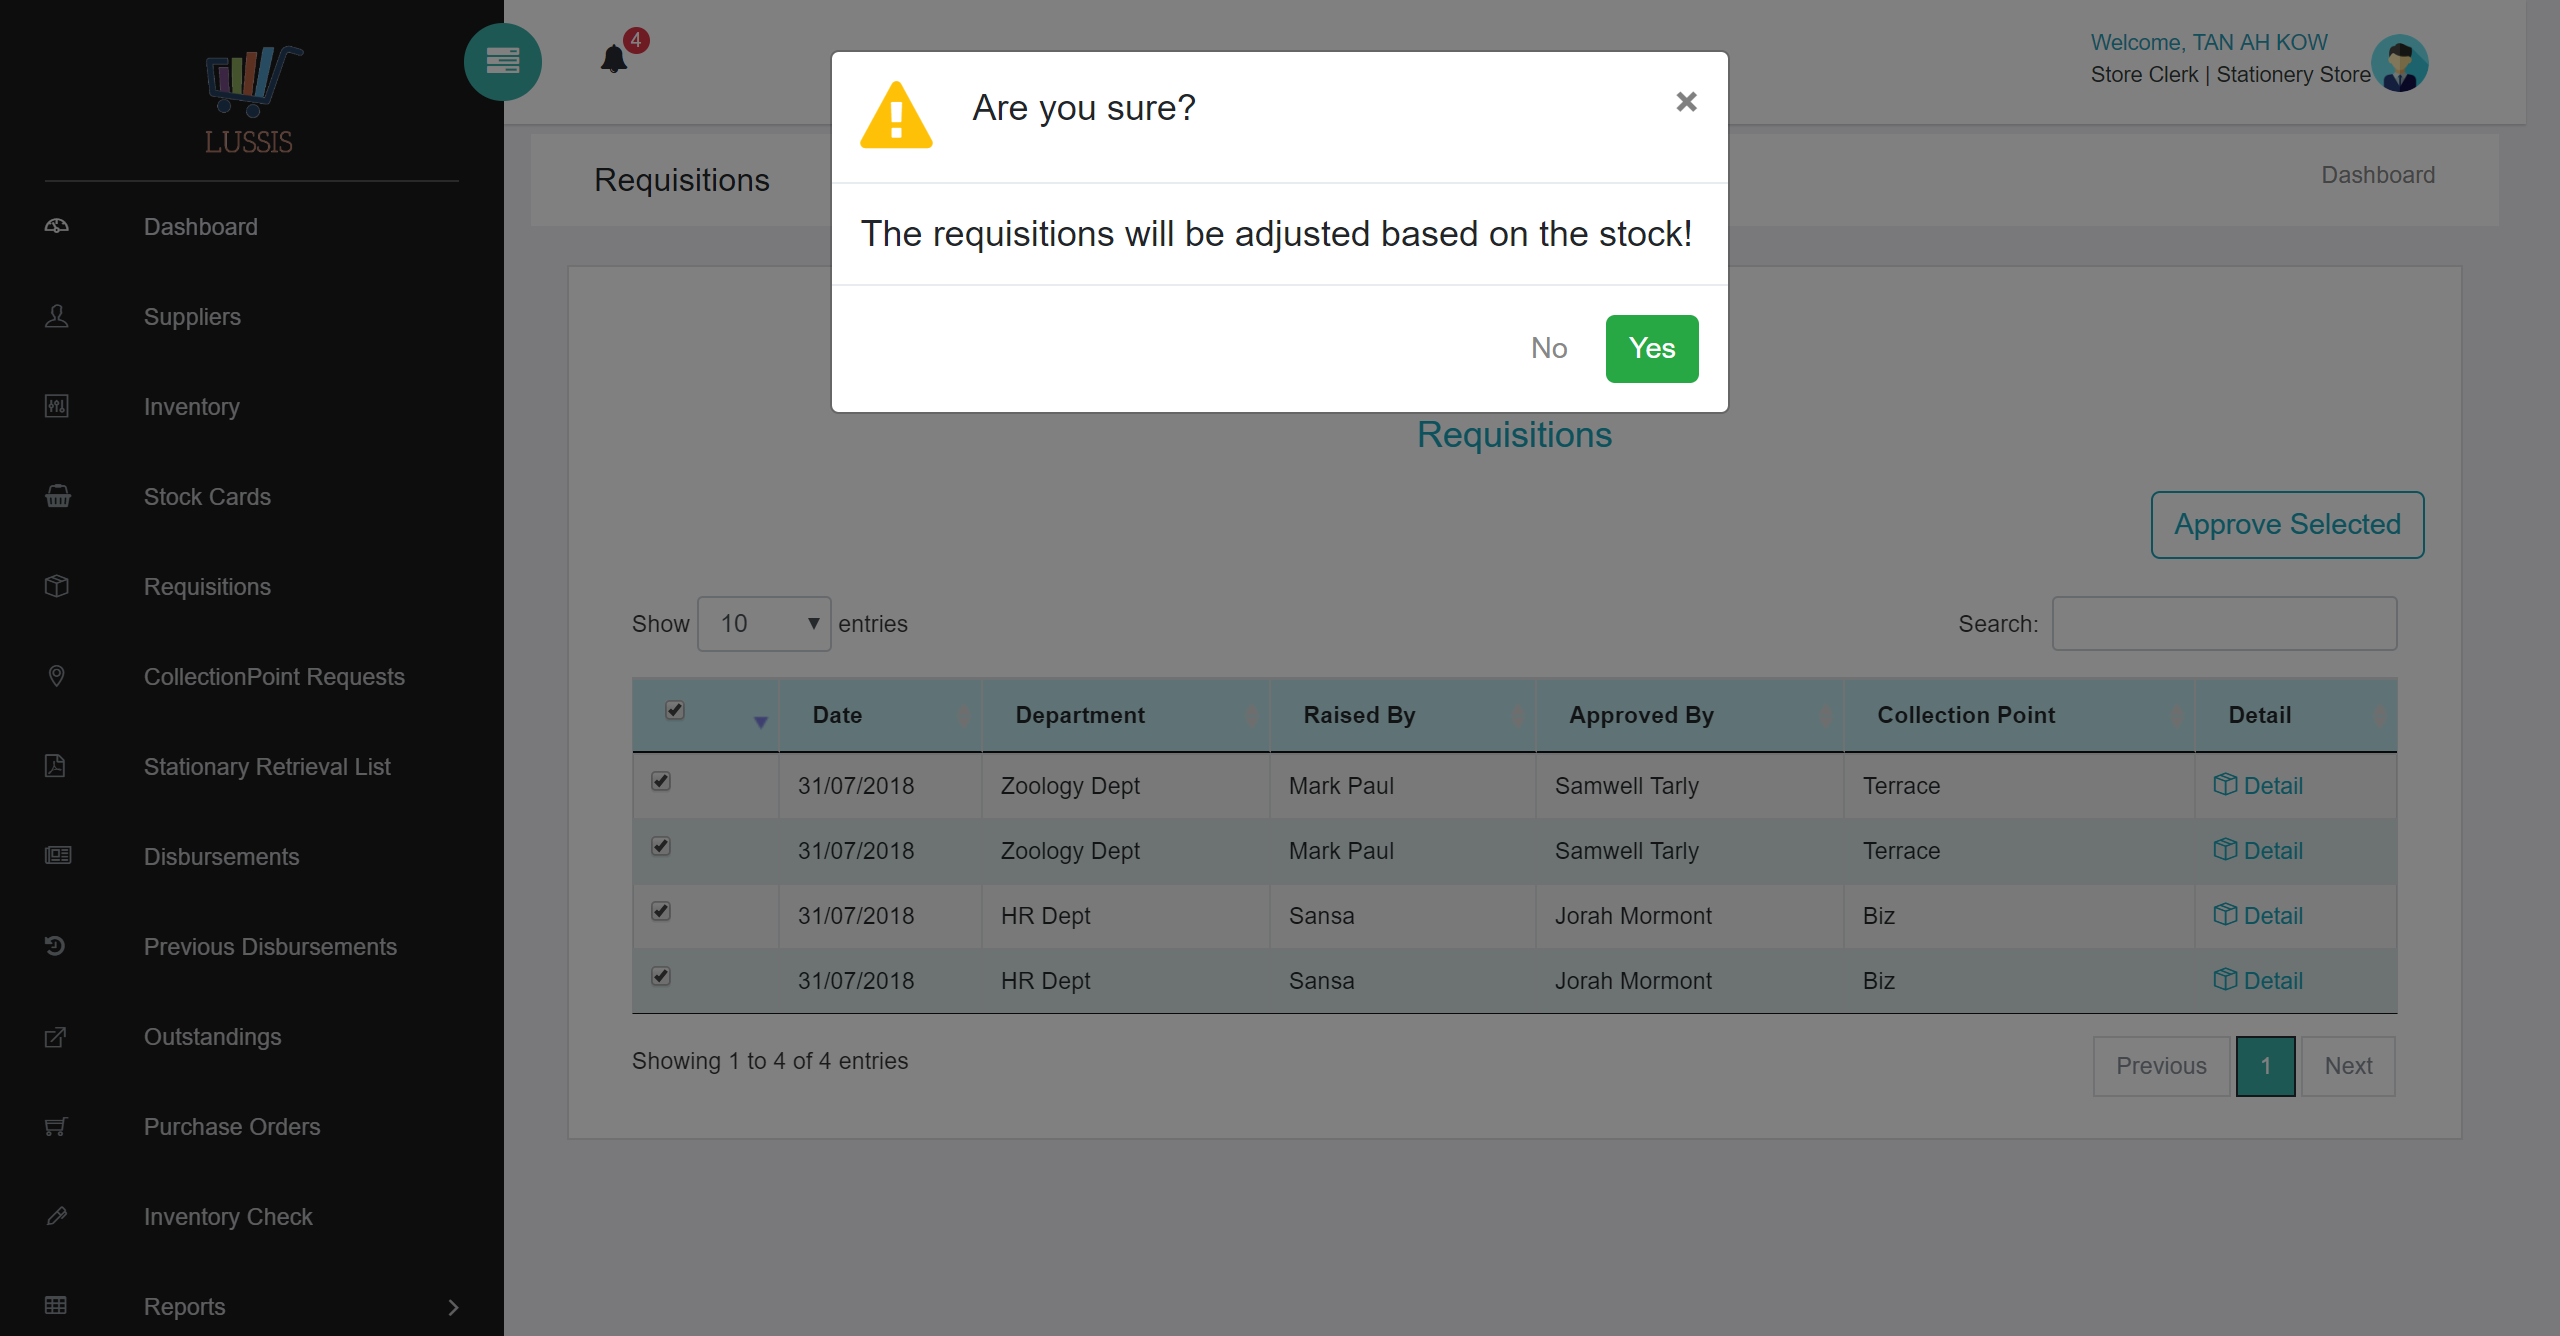 LUSSIS
Dashboard
Suppliers
Inventory
Stock Cards
Requisitions
CollectionPoint Requests
Stationary Retrieval List
Disbursements
Previous Disbursements
Outstandings
Purchase Orders
Inventory Check
Reports
4
Welcome, TAN AH KOW
Store Clerk | Stationery Store
Requisitions
Dashboard
Are you sure?
×
The requisitions will be adjusted based on the stock!
No Yes
Requisitions
Approve Selected
Show 10 entries
Search:
Date Department Raised By Approved By Collection Point Detail
31/07/2018 Zoology Dept Mark Paul Samwell Tarly Terrace Detail
31/07/2018 Zoology Dept Mark Paul Samwell Tarly Terrace Detail
31/07/2018 HR Dept Sansa Jorah Mormont Biz Detail
31/07/2018 HR Dept Sansa Jorah Mormont Biz Detail
Showing 1 to 4 of 4 entries
Previous 1 Next